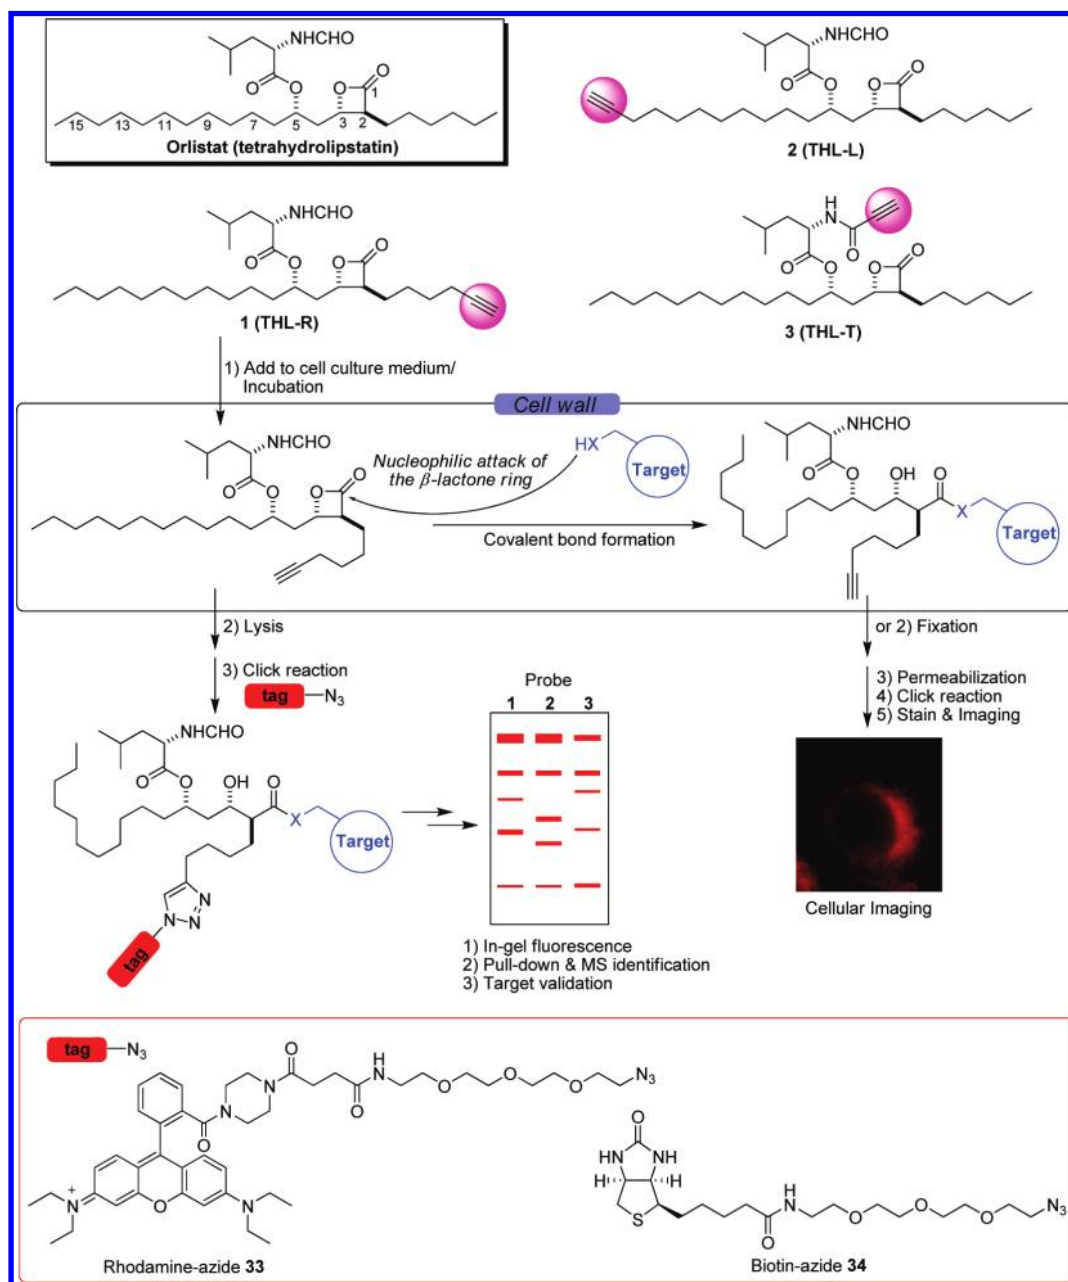 NHCHO
O
O
O
O
1
15
13
11
9
7
5
3
2
Orlistat (tetrahydrolipstatin)
NHCHO
O
O
O
O
2 (THL-L)
NHCHO
O
O
O
O
1 (THL-R)
H
N
O
O
O
O
O
3 (THL-T)
1) Add to cell culture medium/
Incubation
Cell wall
NHCHO
O
O
O
O
Nucleophilic attack of
the β-lactone ring
HX
Target
Covalent bond formation
NHCHO
O
O
OH
O
X
Target
2) Lysis
3) Click reaction
tag N3
or 2) Fixation
3) Permeabilization
4) Click reaction
5) Stain & Imaging
NHCHO
O
O
OH
O
X
Target
N
N
N
tag
Probe
1 2 3
1) In-gel fluorescence
2) Pull-down & MS identification
3) Target validation
Cellular Imaging
tag N3
O
N
N
O
O
H
N
O
O
O
N3
+
N
O
N
Rhodamine-azide 33
O
HN NH
H H
S
O
H
N
O
O
O
N3
Biotin-azide 34